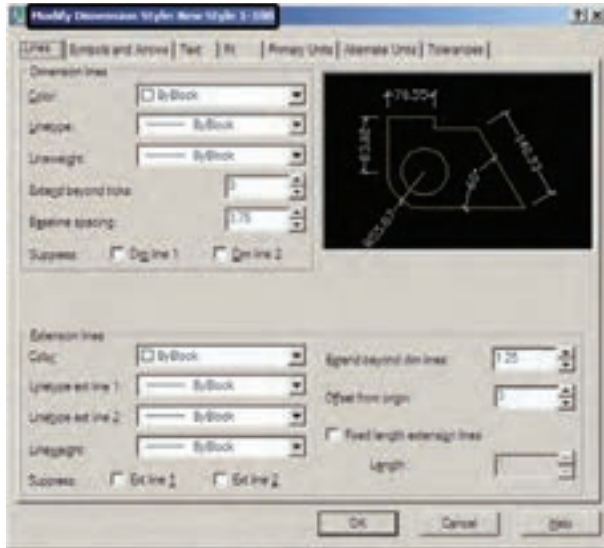 Modify Dimension Style: New Style 1-100
Lines Symbols and Arrows Text Fit Primary Units Alternate Units Tolerances
Dimension lines
Color: ByBlock
Linetype: ByBlock
Lineweight: ByBlock
Extend beyond ticks:
Baseline spacing: 3.75
Suppress: Dim line 1 Dim line 2
Extension lines
Color: ByBlock
Linetype ext line 1: ByBlock
Linetype ext line 2: ByBlock
Lineweight: ByBlock
Suppress: Ext line 1 Ext line 2
Extend beyond dim lines: 1.25
Offset from origin:
Fixed length extension lines
Length:
OK Cancel Help